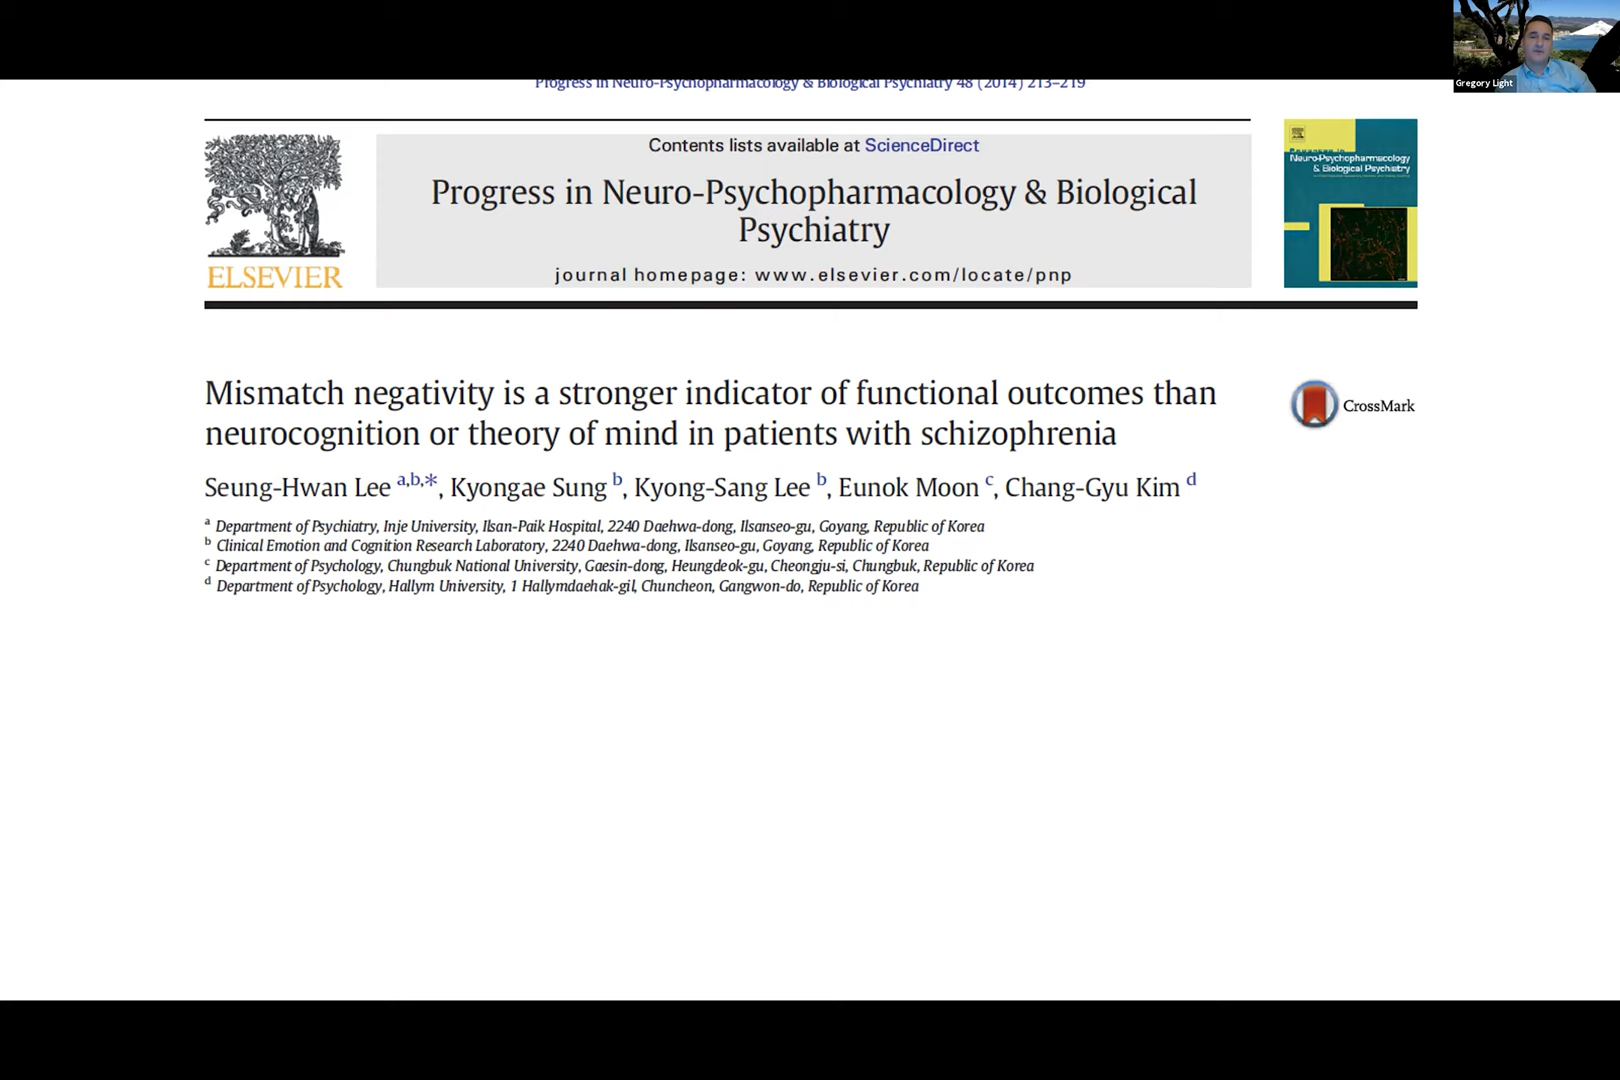 Gregory Light
Progress in Neuro-Psychopharmacology & Biological Psychiatry 48 (2014) 213–219
Contents lists available at ScienceDirect
Progress in Neuro-Psychopharmacology & Biological
Psychiatry
journal homepage: www.elsevier.com/locate/pnp
ELSEVIER
Neuro-Psychopharmacology
& Biological Psychiatry
Mismatch negativity is a stronger indicator of functional outcomes than
neurocognition or theory of mind in patients with schizophrenia
CrossMark
Seung-Hwan Lee a,b,*, Kyongae Sung b, Kyong-Sang Lee b, Eunok Moon c, Chang-Gyu Kim d
a Department of Psychiatry, Inje University, Ilsan-Paik Hospital, 2240 Daehwa-dong, Ilsanseo-gu, Goyang, Republic of Korea
b Clinical Emotion and Cognition Research Laboratory, 2240 Daehwa-dong, Ilsanseo-gu, Goyang, Republic of Korea
c Department of Psychology, Chungbuk National University, Gaesin-dong, Heungdeok-gu, Cheongju-si, Chungbuk, Republic of Korea
d Department of Psychology, Hallym University, 1 Hallymdaehak-gil, Chuncheon, Gangwon-do, Republic of Korea